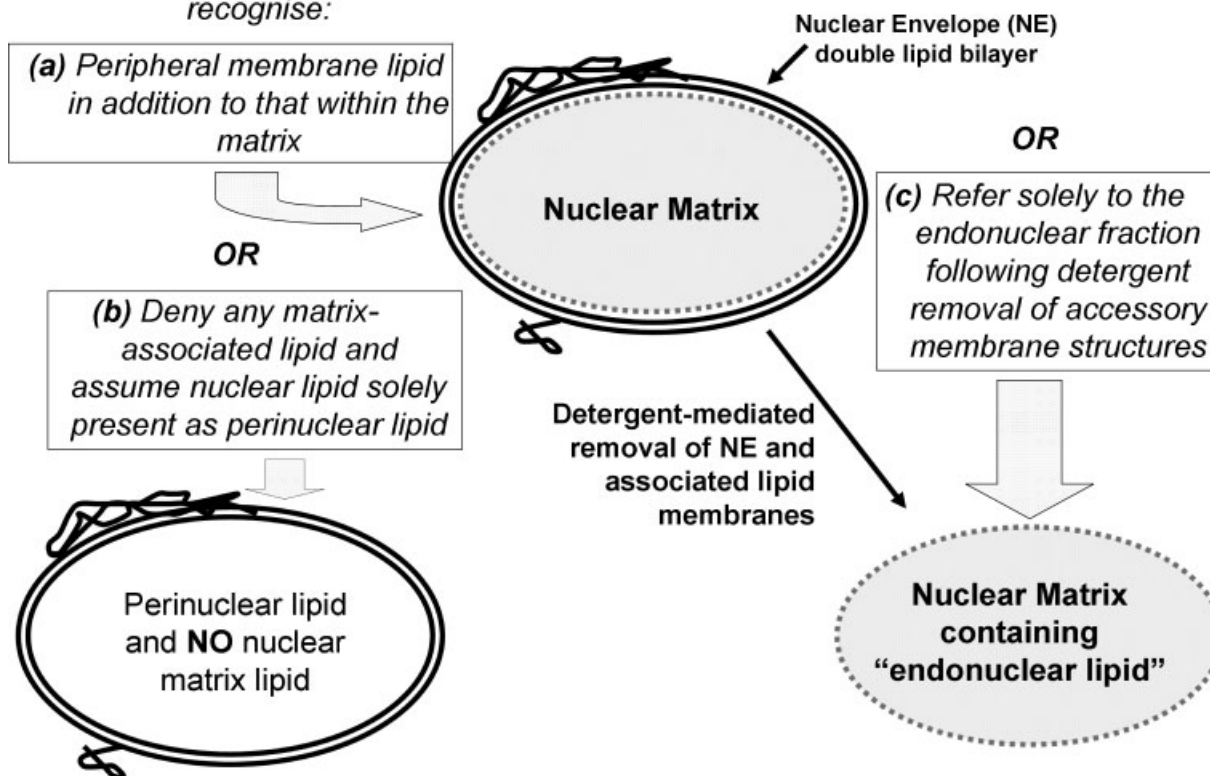 recognise:
(a) Peripheral membrane lipid
in addition to that within the
matrix
OR
(b) Deny any matrix-
associated lipid and
assume nuclear lipid solely
present as perinuclear lipid
Perinuclear lipid
and NO nuclear
matrix lipid
Nuclear Envelope (NE)
double lipid bilayer
Nuclear Matrix
Detergent-mediated
removal of NE and
associated lipid
membranes
OR
(c) Refer solely to the
endonuclear fraction
following detergent
removal of accessory
membrane structures
Nuclear Matrix
containing
“endonuclear lipid”